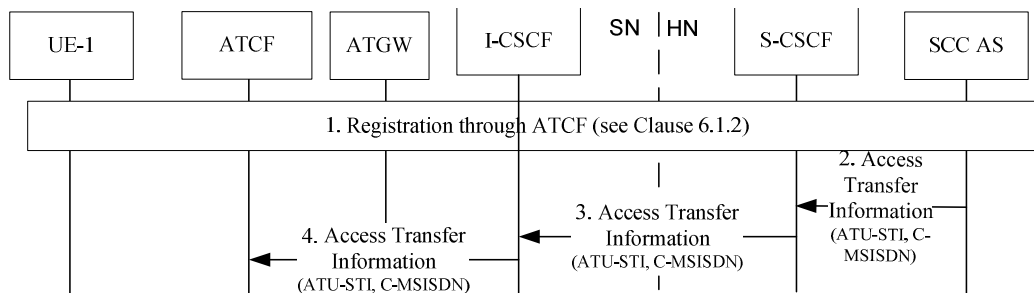 UE-1
ATCF
ATGW
I-CSCF
SN
HN
S-CSCF
SCC AS
1. Registration through ATCF (see Clause 6.1.2)
2. Access
Transfer
Information
(ATU-STI, C-
MSISDN)
3. Access Transfer
Information
(ATU-STI, C-MSISDN)
4. Access Transfer
Information
(ATU-STI, C-MSISDN)